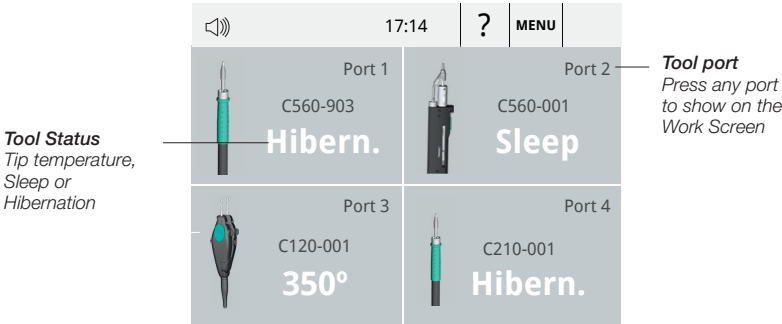 17:14
?
MENU
Port 1
C560-903
Hibern.
Port 2
C560-001
Sleep
Port 3
C120-001
350º
Port 4
C210-001
Hibern.
Tool Status
Tip temperature,
Sleep or
Hibernation
Tool port
Press any port
to show on the
Work Screen